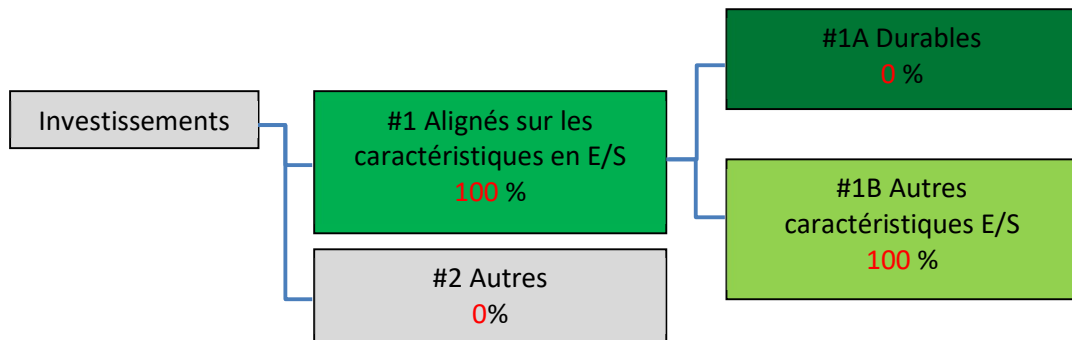 Investissements
#1 Alignés sur les
caractéristiques en E/S
100 %
#2 Autres
0%
#1A Durables
0 %
#1B Autres
caractéristiques E/S
100 %